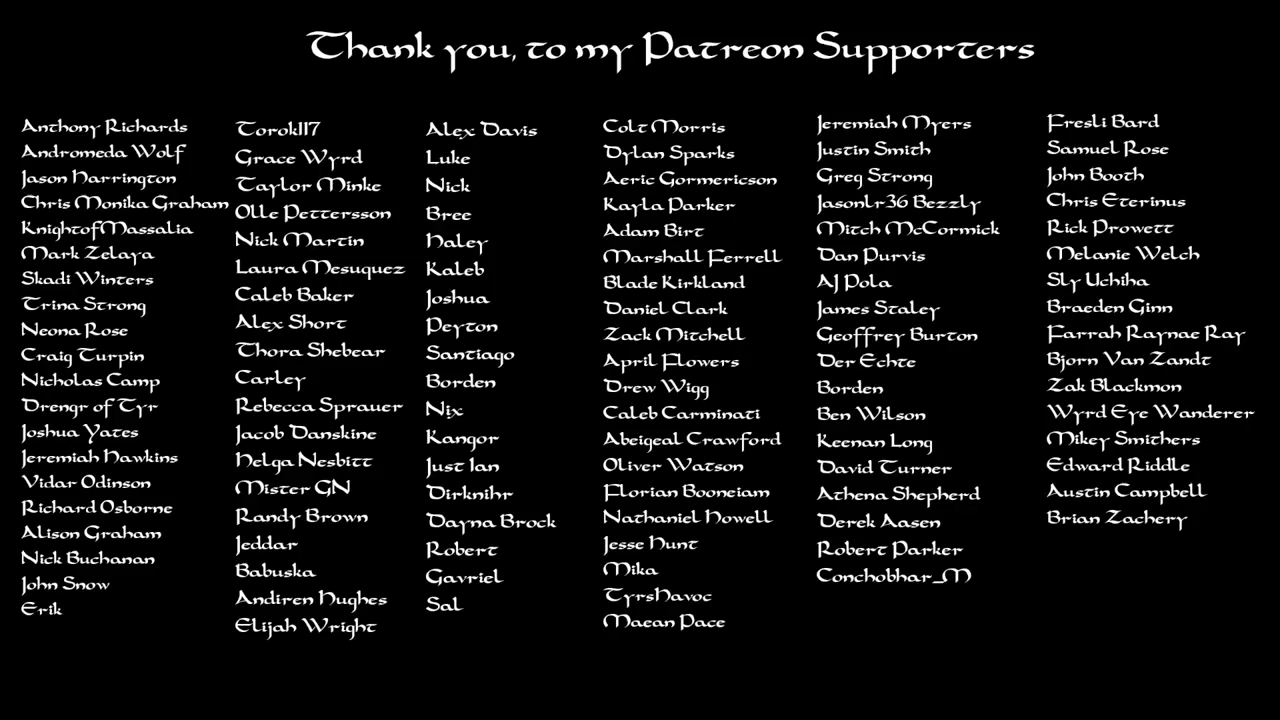 Thank you, to my Patreon Supporters
Anthony Richards
Andromeda Wolf
Jason Harrington
Chris Monika Graham
KnightofMassalia
Mark Zelaya
Skadi Winters
Trina Strong
Neona Rose
Craig Turpin
Nicholas Camp
Drengr of Tyr
Joshua Yates
Jeremiah Hawkins
Vidar Odinson
Richard Osborne
Alison Graham
Nick Buchanan
John Snow
Erik
Torok117
Grace Wyrd
Taylor Minke
Olle Pettersson
Nick Martin
Laura Mesuquez
Caleb Baker
Alex Short
Thora Shebear
Carley
Rebecca Sprauer
Jacob Danskine
Helga Nesbitt
Mister GN
Randy Brown
Jeddar
Babuska
Andiren Hughes
Elijah Wright
Alex Davis
Luke
Nick
Bree
Haley
Kaleb
Joshua
Peyton
Santiago
Borden
Nix
Kangor
Just Ian
Dirknihr
Dayna Brock
Robert
Gavriel
Sal
Colt Morris
Dylan Sparks
Aeric Gormericson
Kayla Parker
Adam Birt
Marshall Ferrell
Blade Kirkland
Daniel Clark
Zack Mitchell
April Flowers
Drew Wigg
Caleb Carminati
Abeigeal Crawford
Oliver Watson
Florian Booneiam
Nathaniel Howell
Jesse Hunt
Mika
TyrsHavoc
Maean Pace
Jeremiah Myers
Justin Smith
Greg Strong
Jasonlr36 Bezzly
Mitch McCormick
Dan Purvis
AJ Pola
James Staley
Geoffrey Burton
Der Echte
Borden
Ben Wilson
Keenan Long
David Turner
Athena Shepherd
Derek Aasen
Robert Parker
Conchobhar_M
Fresli Bard
Samuel Rose
John Booth
Chris Eterinus
Rick Prowett
Melanie Welch
Sly Uchiha
Braeden Ginn
Farrah Raynae Ray
Bjorn Van Zandt
Zak Blackmon
Wyrd Eye Wanderer
Mikey Smithers
Edward Riddle
Austin Campbell
Brian Zachery